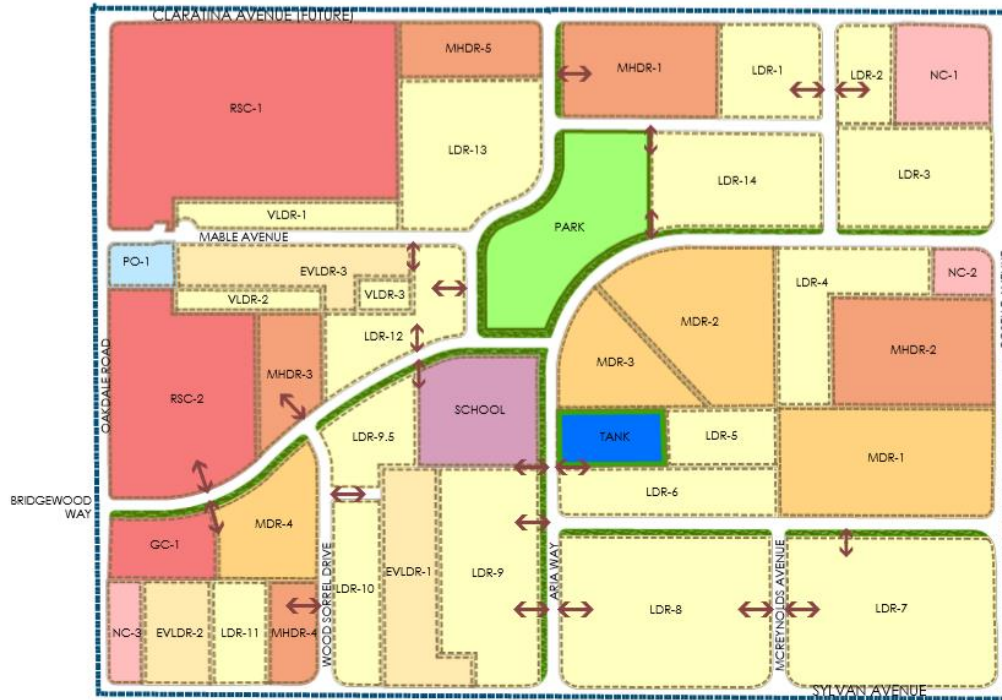 CLARATINA AVENUE (FUTURE)
MHDR-5
MHDR-1
LDR-1
LDR-2
NC-1
RSC-1
LDR-13
LDR-14
LDR-3
VLDR-1
PARK
MABLE AVENUE
PO-1
EVLDR-3
VLDR-2
VLDR-3
LDR-4
NC-2
MDR-2
LDR-12
MDR-3
MHDR-2
OAKDALE ROAD
RSC-2
MHDR-3
SCHOOL
LDR-9.5
TANK
LDR-5
MDR-1
LDR-6
BRIDGEWOOD
WAY
GC-1
MDR-4
WOOD SORREL DRIVE
LDR-10
EVLDR-1
LDR-9
ARIA WAY
LDR-8
MCREYNOLDS AVENUE
LDR-7
NC-3
EVLDR-2
LDR-11
MHDR-4
SYLVAN AVENUE